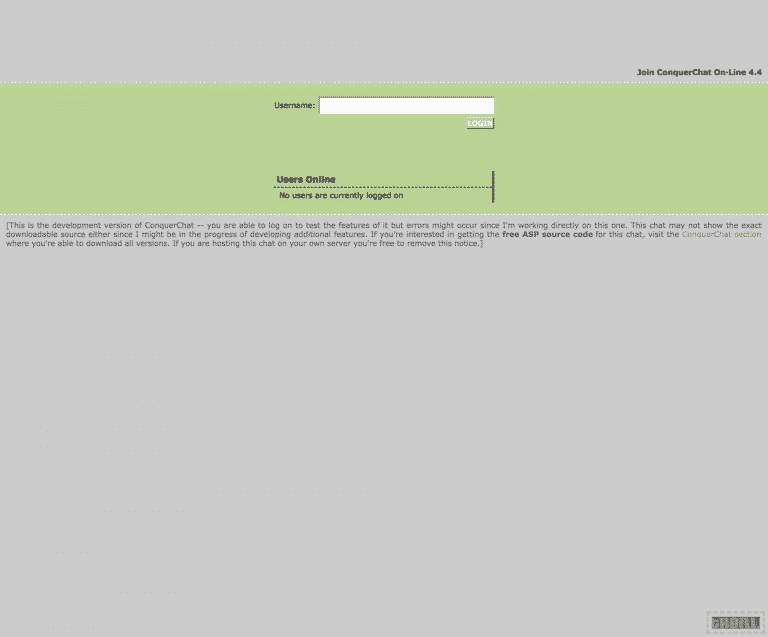 Join ConquerChat On-Line 4.4
Username:
LOGIN
Users Online
No users are currently logged on
[This is the development version of ConquerChat -- you are able to log on to test the features of it but errors might occur since I'm working directly on this one. This chat may not show the exact
downloadable source either since I might be in the progress of developing additional features. If you're interested in getting the free ASP source code for this chat, visit the ConquerChat section
where you're able to download all versions. If you are hosting this chat on your own server you're free to remove this notice.]